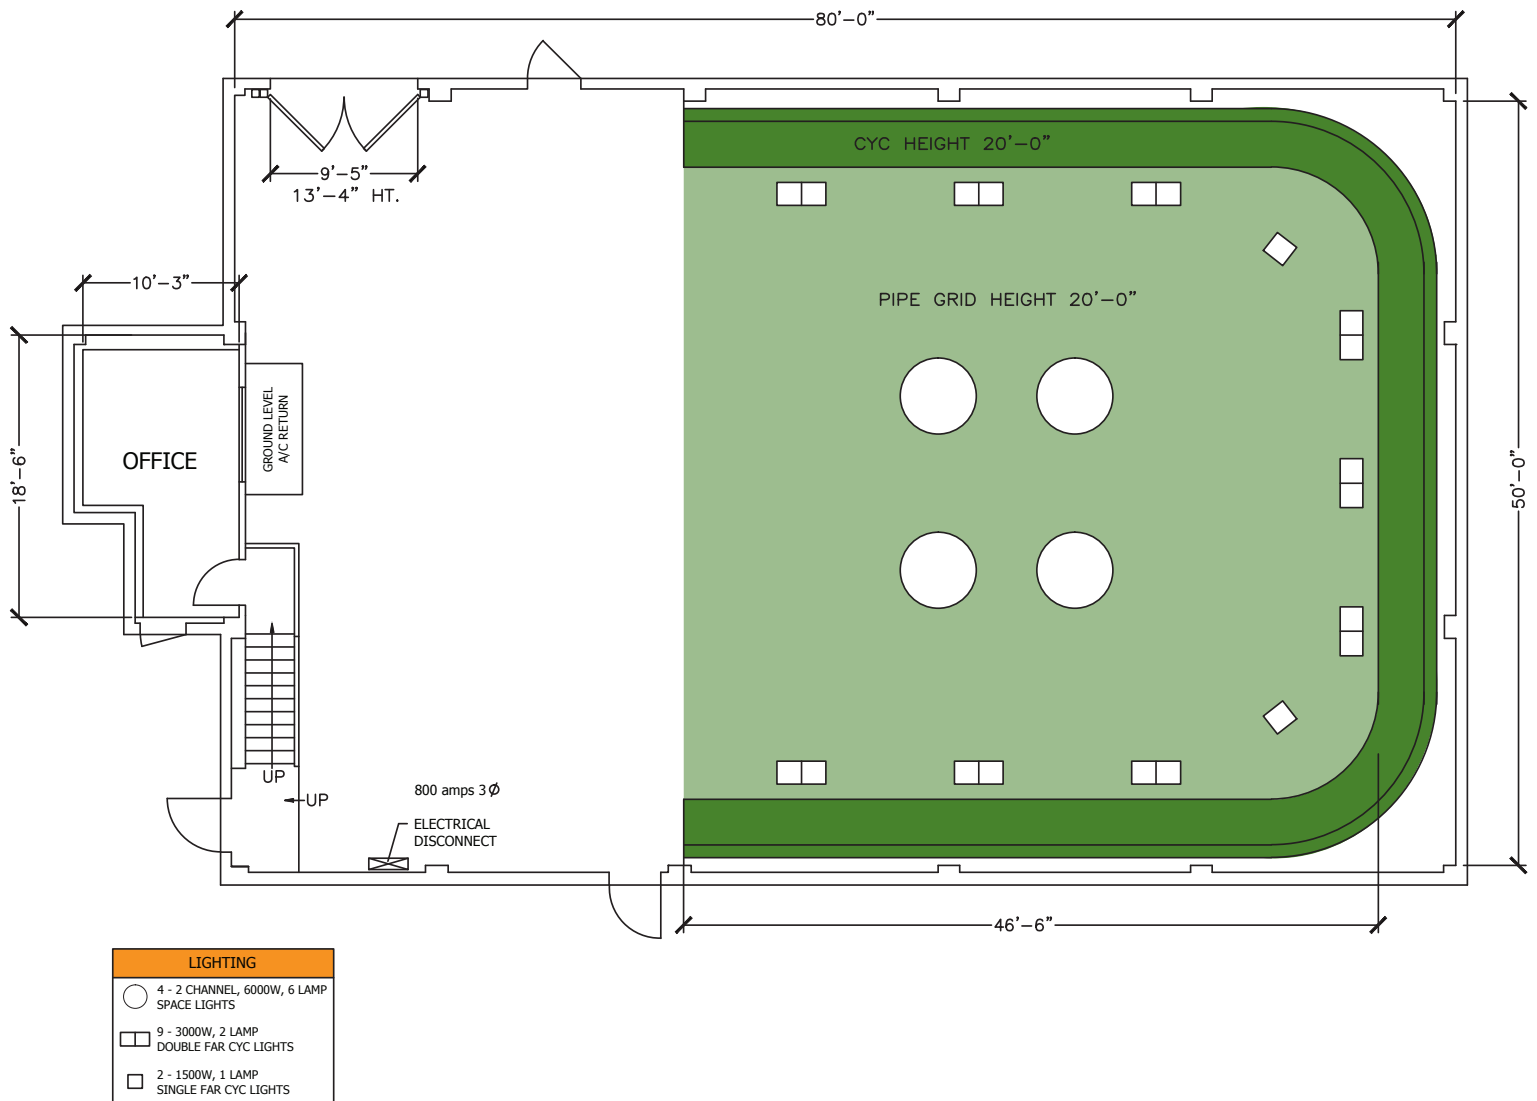 80'-0"
CYC HEIGHT 20'-0"
9'-5"
13'-4" HT.
10'-3"
PIPE GRID HEIGHT 20'-0"
GROUND LEVEL
A/C RETURN
OFFICE
18'-6"
50'-0"
UP
UP
800 amps 3Ø
ELECTRICAL
DISCONNECT
46'-6"
LIGHTING
4 - 2 CHANNEL, 6000W, 6 LAMP
SPACE LIGHTS
9 - 3000W, 2 LAMP
DOUBLE FAR CYC LIGHTS
2 - 1500W, 1 LAMP
SINGLE FAR CYC LIGHTS